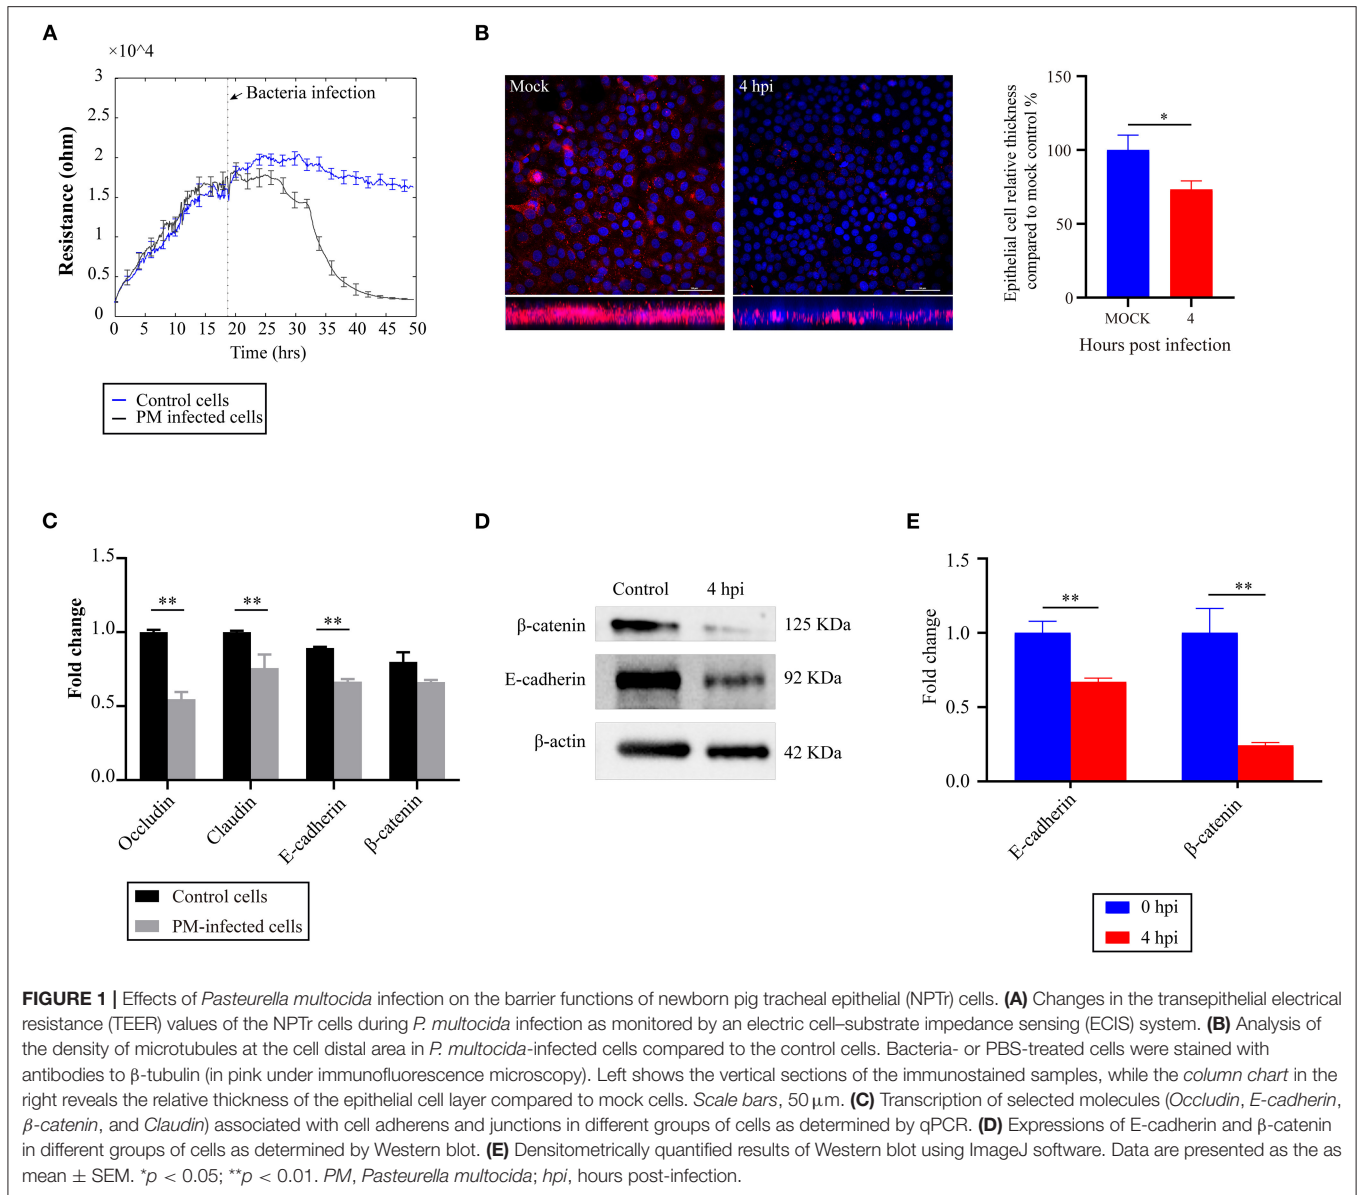 A
×10^4
3
2.5
2
1.5
1
0.5
0
Resistance (ohm)
Bacteria infection
0 5 10 15 20 25 30 35 40 45 50
Time (hrs)
Control cells
PM infected cells
B
Mock
4 hpi
150
100
50
0
Epithelial cell relative thickness
compared to mock control %
*
MOCK 4
Hours post infection
C
1.5
1.0
0.5
0.0
Fold change
** ** **
Occludin Claudin E-cadherin β-catenin
Control cells
PM-infected cells
D
Control 4 hpi
β-catenin 125 KDa
E-cadherin 92 KDa
β-actin 42 KDa
E
1.5
1.0
0.5
0.0
Fold change
** **
E-cadherin β-catenin
0 hpi
4 hpi
FIGURE 1 | Effects of Pasteurella multocida infection on the barrier functions of newborn pig tracheal epithelial (NPTr) cells. (A) Changes in the transepithelial electrical
resistance (TEER) values of the NPTr cells during P. multocida infection as monitored by an electric cell–substrate impedance sensing (ECIS) system. (B) Analysis of
the density of microtubules at the cell distal area in P. multocida-infected cells compared to the control cells. Bacteria- or PBS-treated cells were stained with
antibodies to β-tubulin (in pink under immunofluorescence microscopy). Left shows the vertical sections of the immunostained samples, while the column chart in the
right reveals the relative thickness of the epithelial cell layer compared to mock cells. Scale bars, 50 μm. (C) Transcription of selected molecules (Occludin, E-cadherin,
β-catenin, and Claudin) associated with cell adherens and junctions in different groups of cells as determined by qPCR. (D) Expressions of E-cadherin and β-catenin
in different groups of cells as determined by Western blot. (E) Densitometrically quantified results of Western blot using ImageJ software. Data are presented as the as
mean ± SEM. *p < 0.05; **p < 0.01. PM, Pasteurella multocida; hpi, hours post-infection.